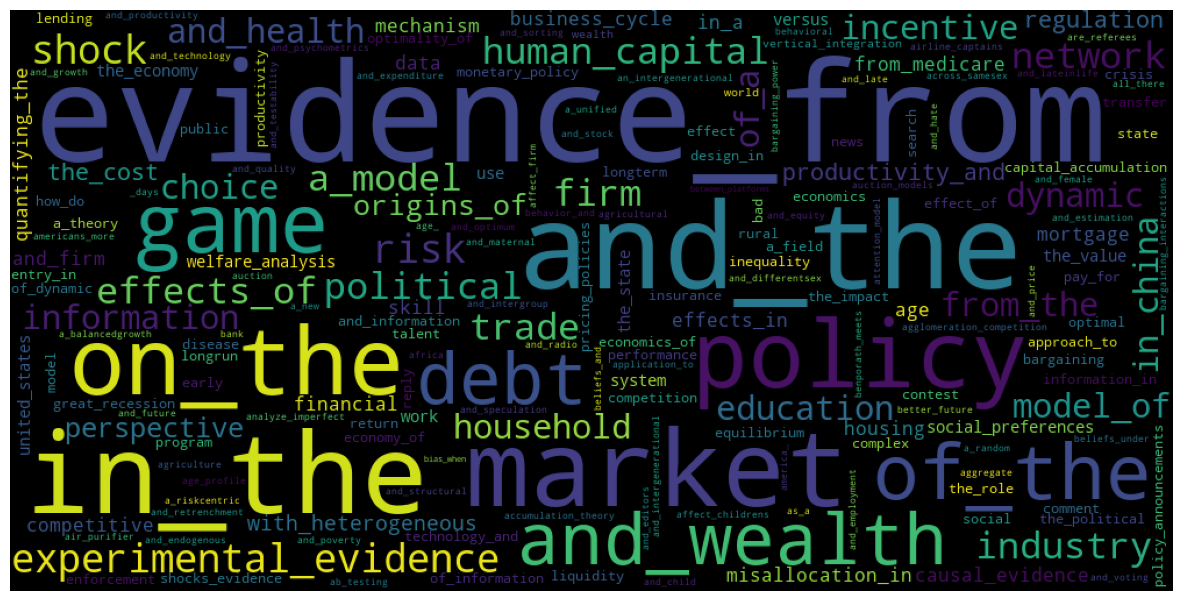 and_productivity
lending
and_health
mechanism
business_cycle
in_a
versus
behavioral
incentive
regulation
shock
and_technology
and_psychometrics
optimality_of
and_sorting
wealth
human_capital
vertical_integration
airline_captains
are_referees
network
and_growth
the_economy
and_expenditure
data
monetary_policy
an_intergenerational
from_medicare
across_samesex
and_lateinlife
crisis
all_there
evidence_from
quantifying_the
public
productivity
and_testability
a_unified
and_stock
effect
design_in
of_a
world
bargaining_power
and_late
news
search
and_hate
transfer
state
the_cost
and_quality
choice
a_model
use
affect_firm
longterm
firm
between_platforms
productivity_and
capital_accumulation
how_do
_days
origins_of
behavior_and
agricultural
auction_models
economics
effect_of
and_female
dynamic
a_theory
americans_more
game
age_
and_optimum
and_maternal
bad
rural
and_equity
a_field
attention_model
and_estimation
mortgage
and_firm
welfare_analysis
risk
and_the
inequality
and_differentsex
the_value
in_china
bargaining_interactions
entry_in
of_dynamic
auction
effects_of
political
pricing_policies
the_state
insurance
the_impact
age
pay_for
and_price
information
a_new
skill
and_intergroup
effects_in
from_the
agglomeration_competition
optimal
a_balancedgrowth
bank
and_information
talent
trade
and_radio
economics_of
policy
approach_to
united_states
model
on_the
disease
longrun
africa
reply
debt
performance
application_to
beliefs_and
system
competition
benporath_meets
bargaining
information_in
early
great_recession
and_future
financial
analyze_imperfect
work
and_speculation
education
contest
better_future
model_of
perspective
return
economy_of
household
equilibrium
housing
social_preferences
program
in_the
agriculture
age_profile
bias_when
market
america_
complex
a_random
beliefs_under
of_the
a_riskcentric
and_retrenchment
and_structural
and_editors
and_intergenerational
aggregate
the_role
policy_announcements
competitive
with_heterogeneous
accumulation_theory
affect_childrens
as_a
and_employment
social
the_political
comment
air_purifier
and_endogenous
and_poverty
technology_and
and_wealth
industry
experimental_evidence
enforcement
shocks_evidence
ab_testing
of_information
liquidity
and_child
misallocation_in
causal_evidence
and_voting